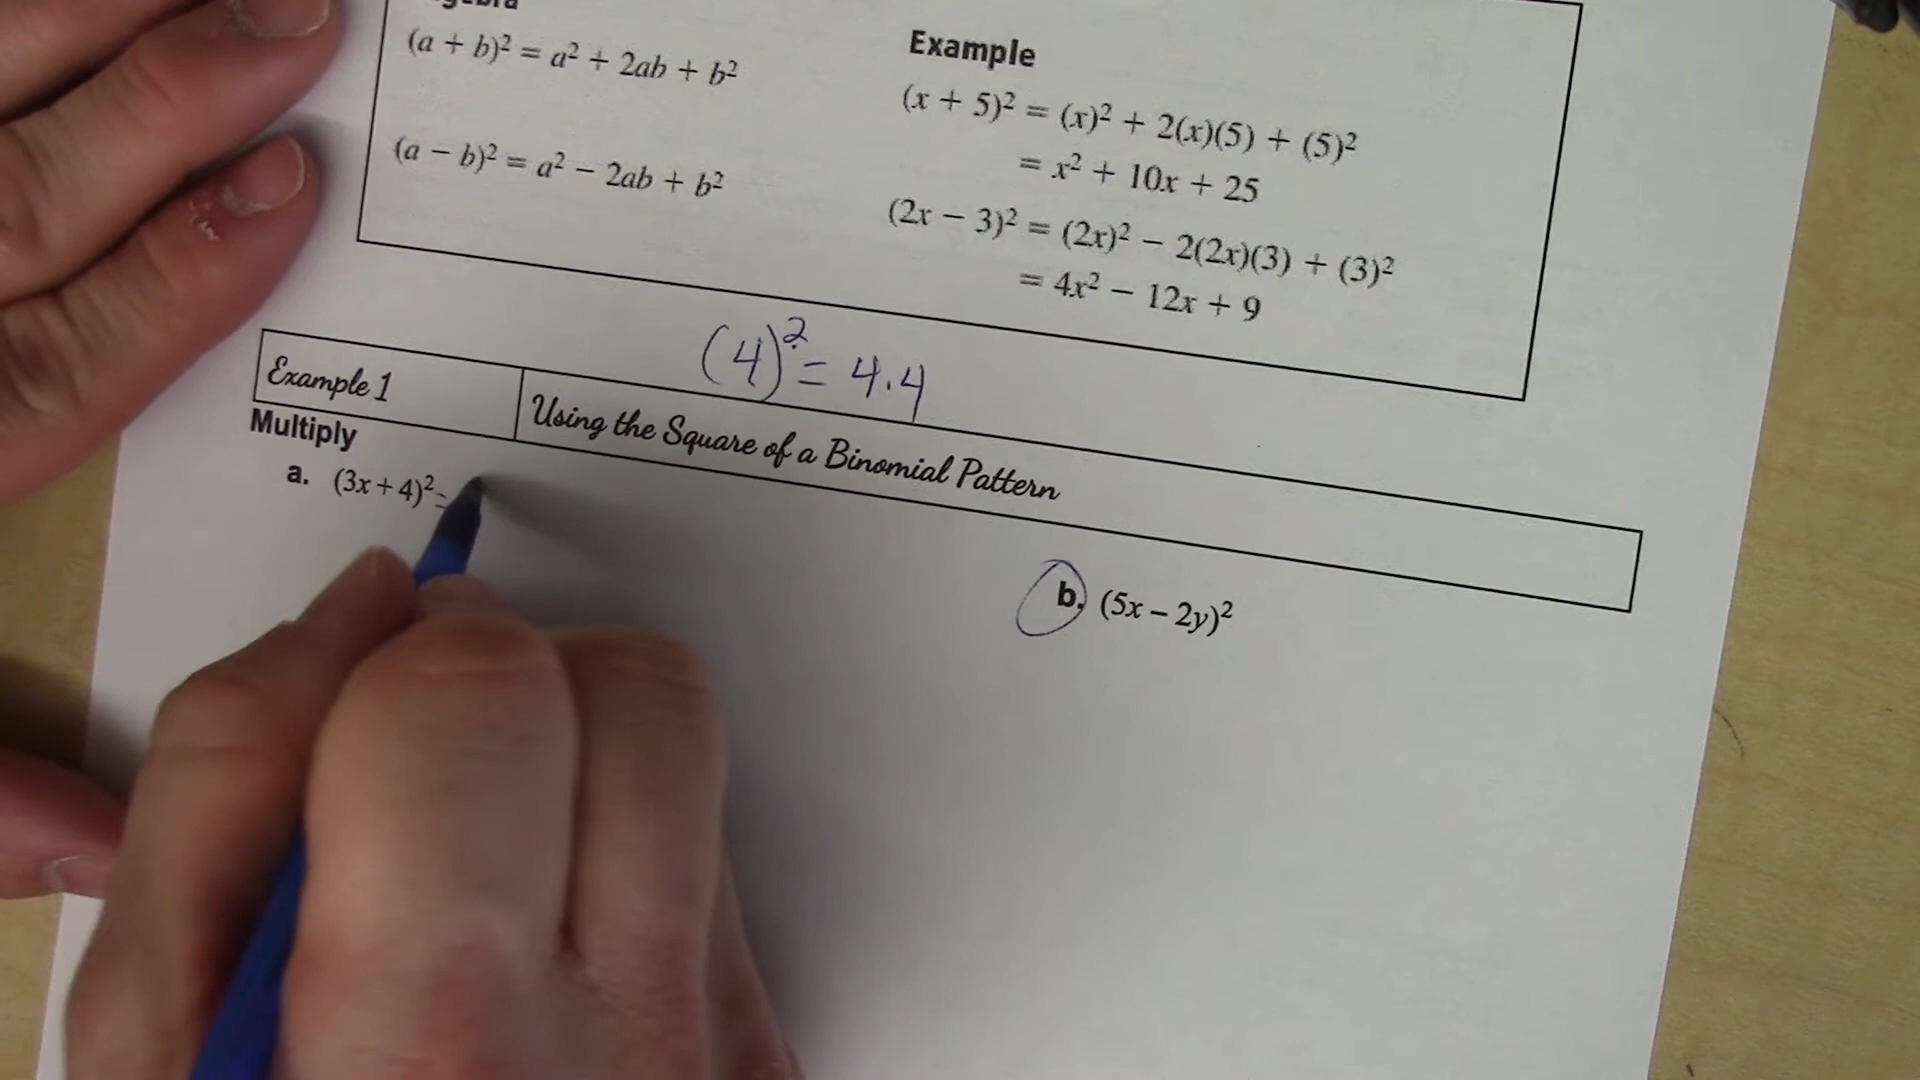 (a + b)² = a² + 2ab + b²
(a − b)² = a² − 2ab + b²
Example
(x + 5)² = (x)² + 2(x)(5) + (5)²
= x² + 10x + 25
(2x − 3)² = (2x)² − 2(2x)(3) + (3)²
= 4x² − 12x + 9
(4)² = 4.4
Example 1
Using the Square of a Binomial Pattern
Multiply
a. (3x + 4)² =
b. (5x − 2y)²